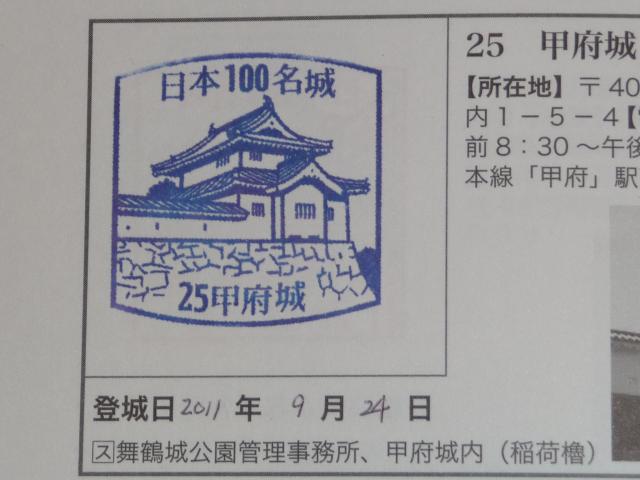 日本100名城
25甲府城
登城日2011年 9月24日
ス舞鶴城公園管理事務所、甲府城内（稲荷櫓）
25 甲府城
【所在地】〒40
内1－5－4【
前8：30～午後
本線「甲府」駅